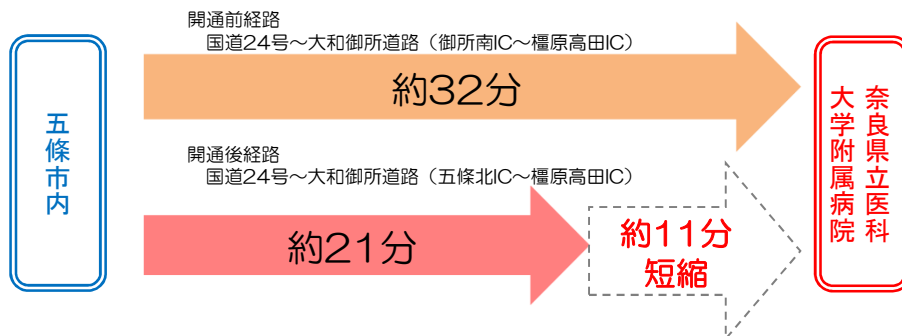 五條市内
開通前経路
国道24号～大和御所道路（御所南IC～橿原高田IC）
約32分
開通後経路
国道24号～大和御所道路（五條北IC～橿原高田IC）
約21分
約11分
短縮
奈良県立医科
大学附属病院